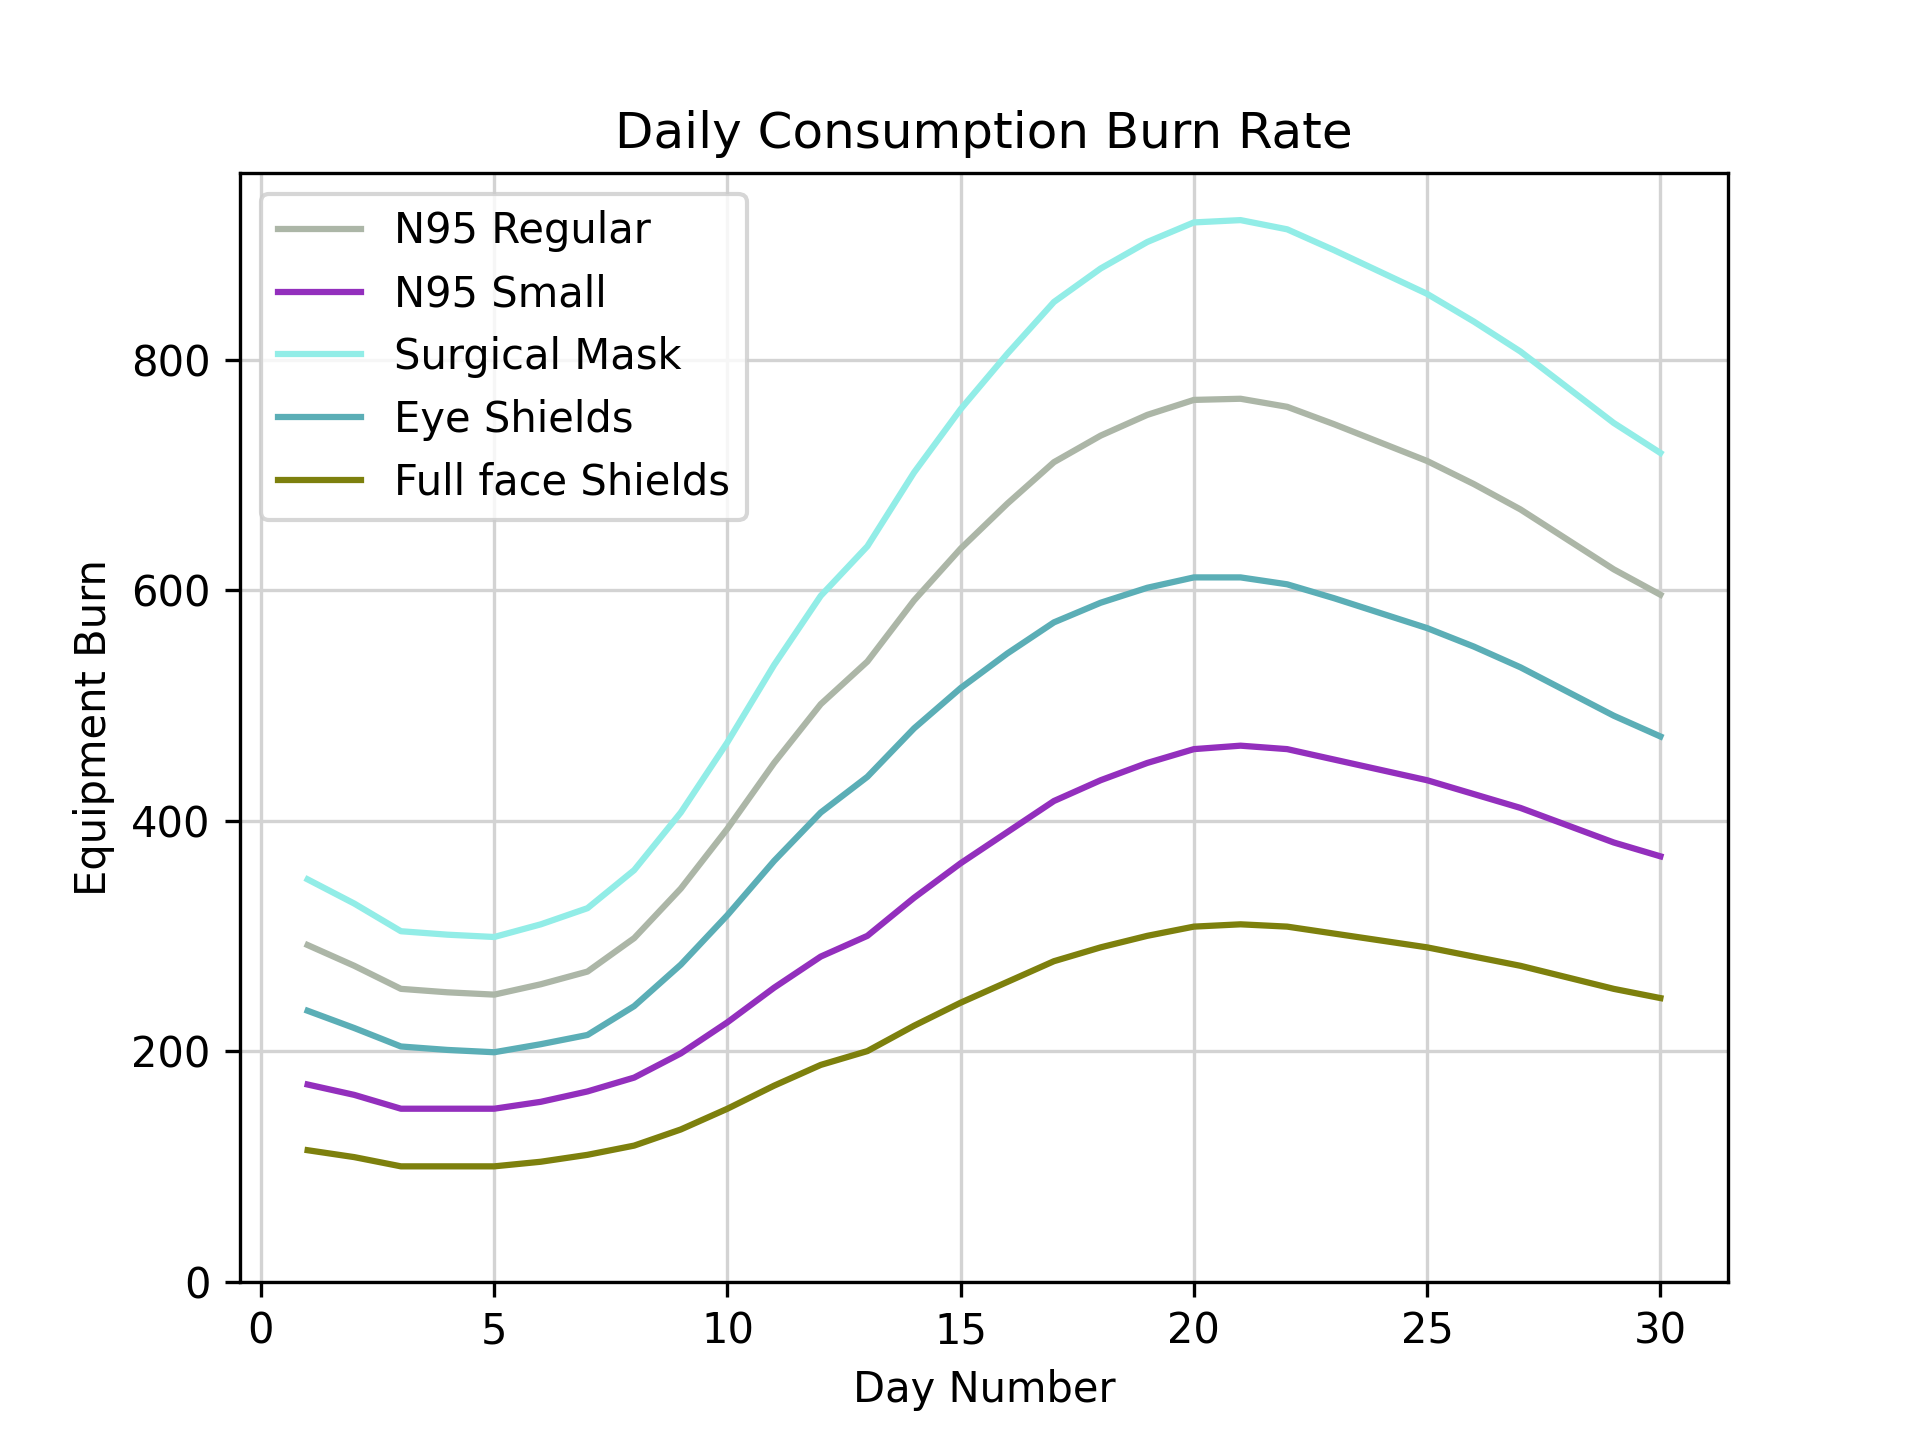 Daily Consumption Burn Rate
N95 Regular
N95 Small
Surgical Mask
Eye Shields
Full face Shields
800
600
400
200
0
Equipment Burn
0 5 10 15 20 25 30
Day Number